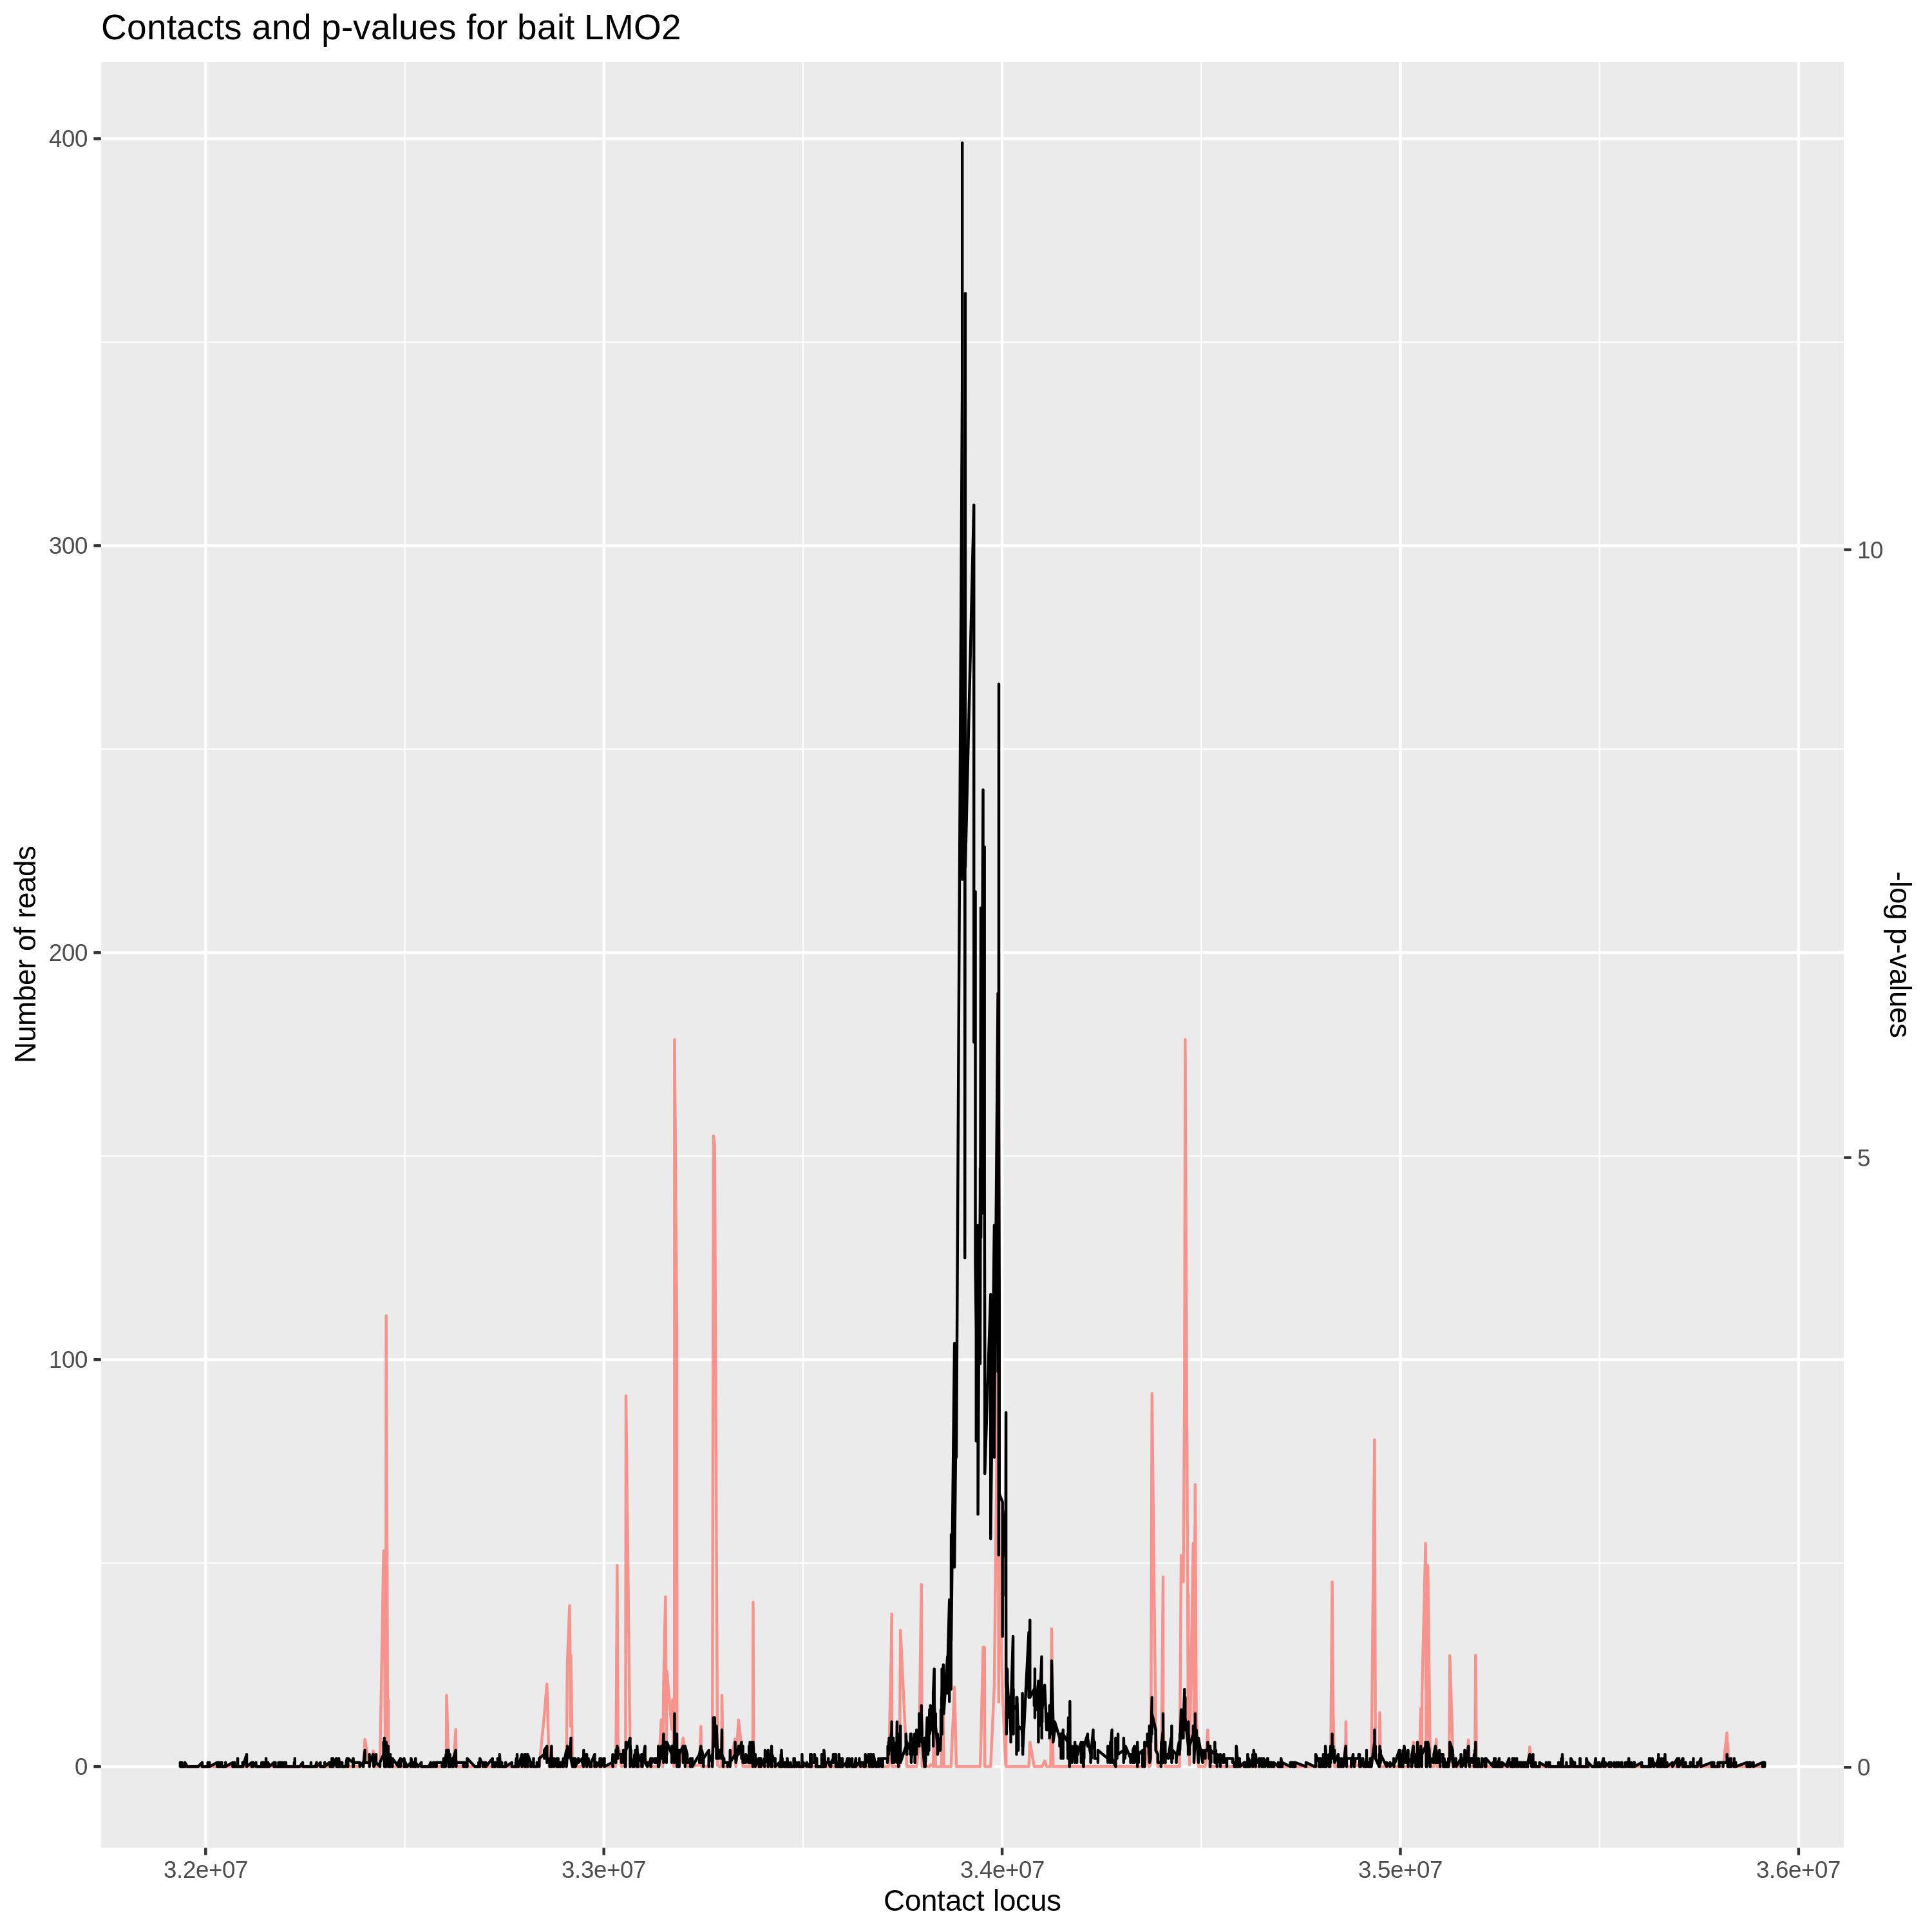 Contacts and p-values for bait LMO2
400
300
200
100
0
10
5
0
Number of reads
-log p-values
3.2e+07 3.3e+07 3.4e+07 3.5e+07 3.6e+07
Contact locus